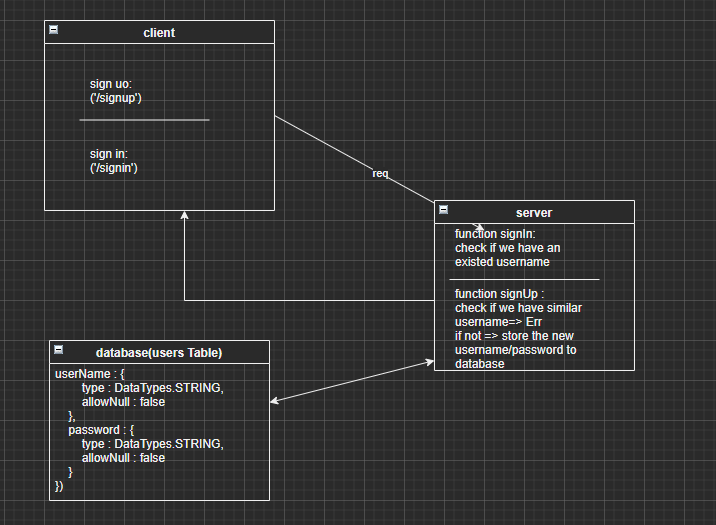 client
sign uo:
('/signup')
sign in:
('/signin')
req
server
function signIn:
check if we have an
existed username
function signUp :
check if we have similar
username=> Err
if not => store the new
username/password to
database
database(users Table)
userName : {
type : DataTypes.STRING,
allowNull : false
},
password : {
type : DataTypes.STRING,
allowNull : false
}
})